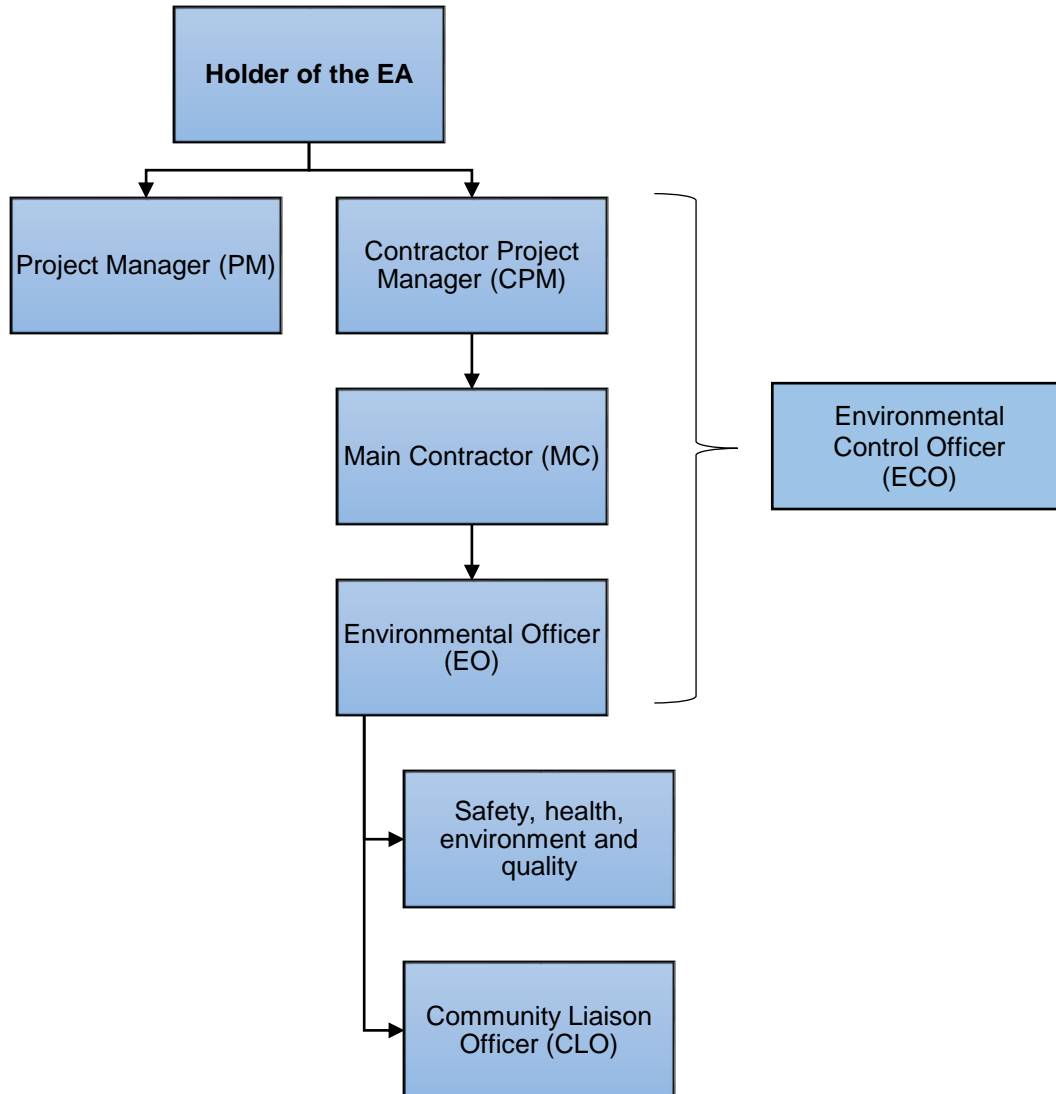 Holder of the EA
Project Manager (PM)
Contractor Project
Manager (CPM)
Main Contractor (MC)
Environmental
Control Officer
(ECO)
Environmental Officer
(EO)
Safety, health,
environment and
quality
Community Liaison
Officer (CLO)